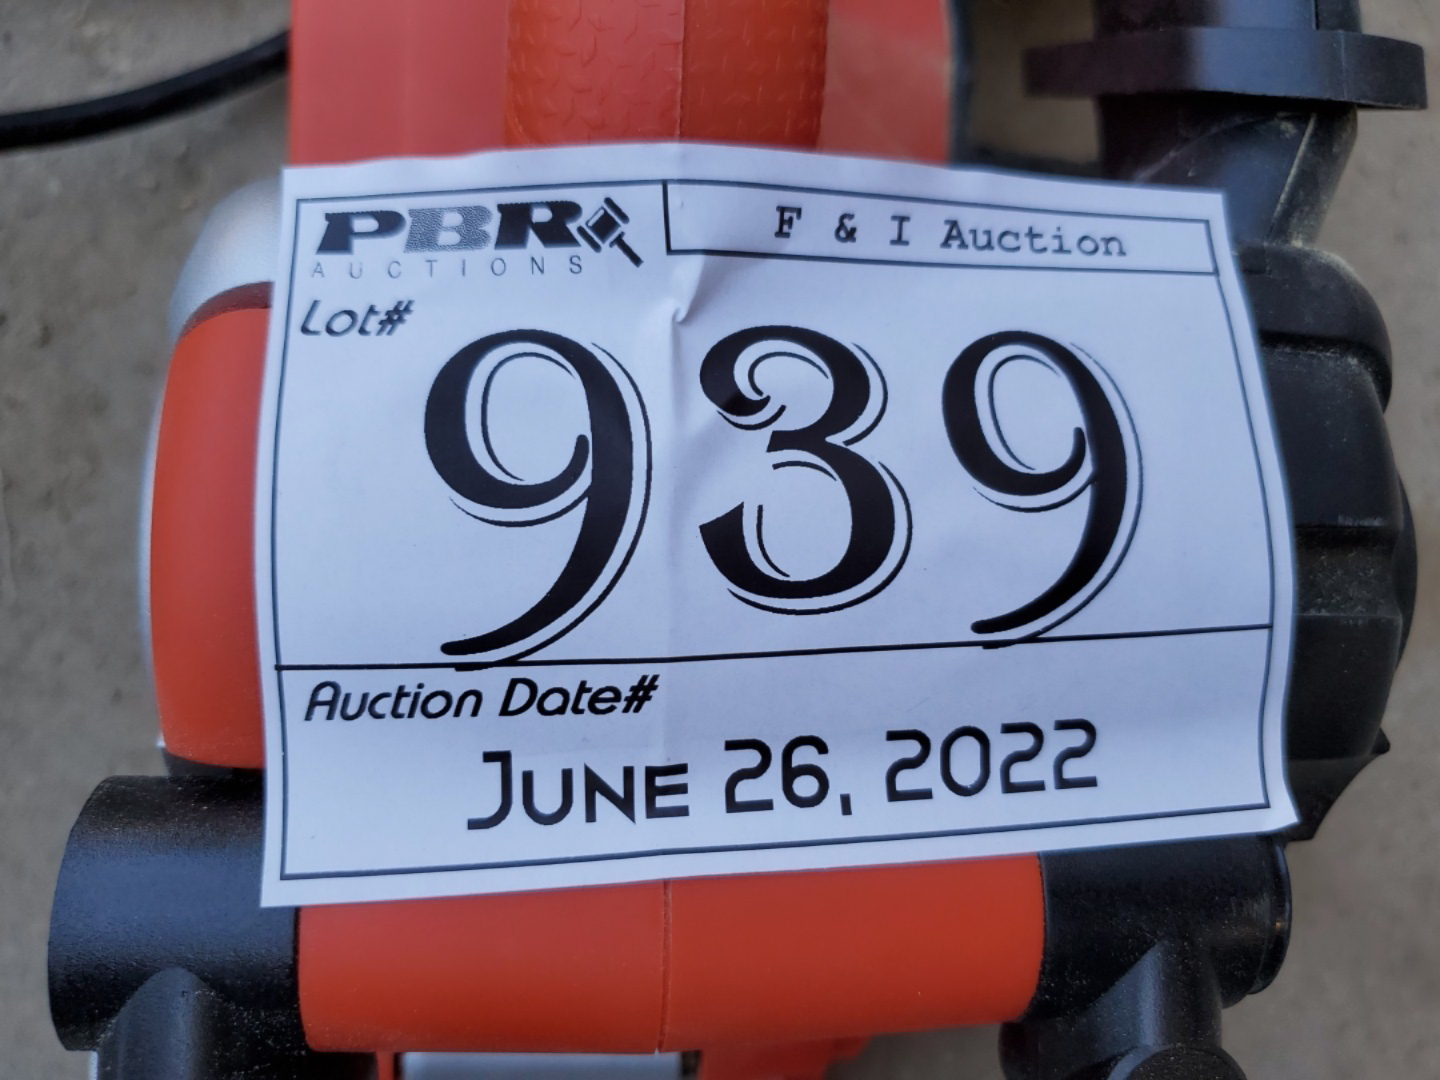 PBR
AUCTIONS
F & I Auction
Lot#
939
Auction Date#
June 26, 2022